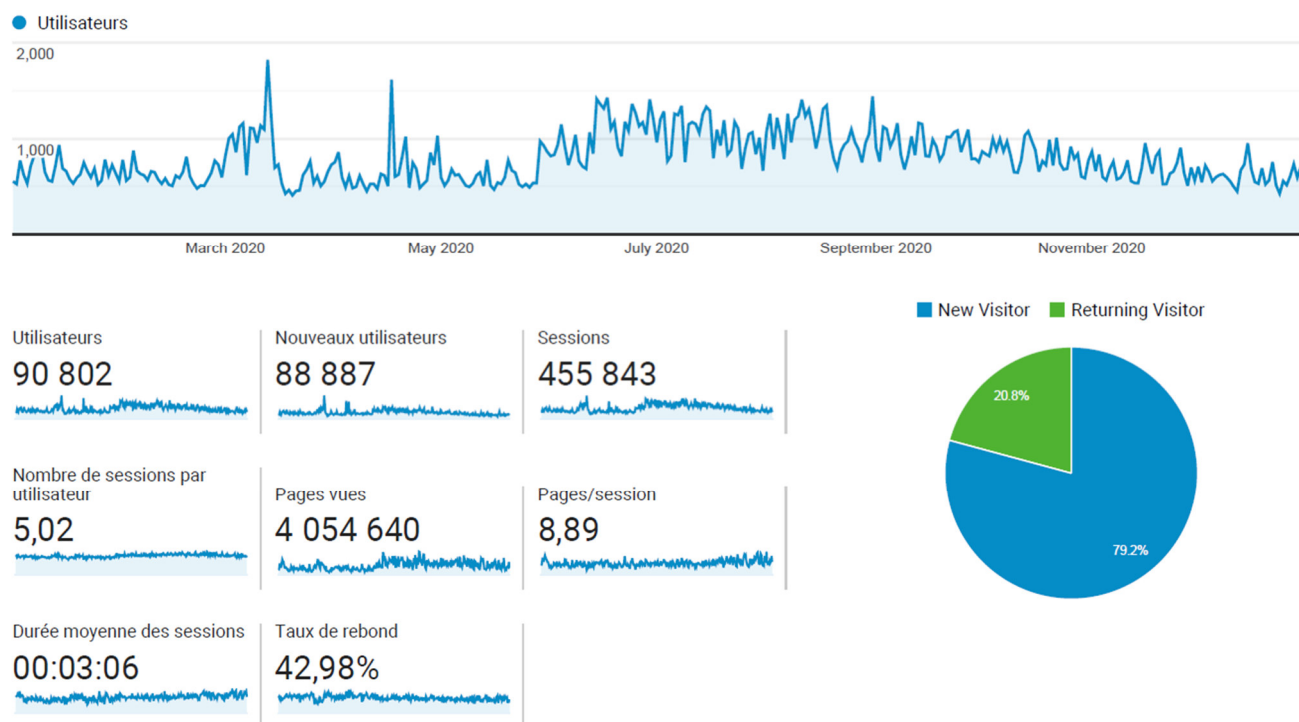 Utilisateurs
2,000
1,000
March 2020
May 2020
July 2020
September 2020
November 2020
New Visitor
Returning Visitor
Utilisateurs
90 802
Nouveaux utilisateurs
88 887
Sessions
455 843
20.8%
79.2%
Nombre de sessions par
utilisateur
5,02
Pages vues
4 054 640
Pages/session
8,89
Durée moyenne des sessions
00:03:06
Taux de rebond
42,98%